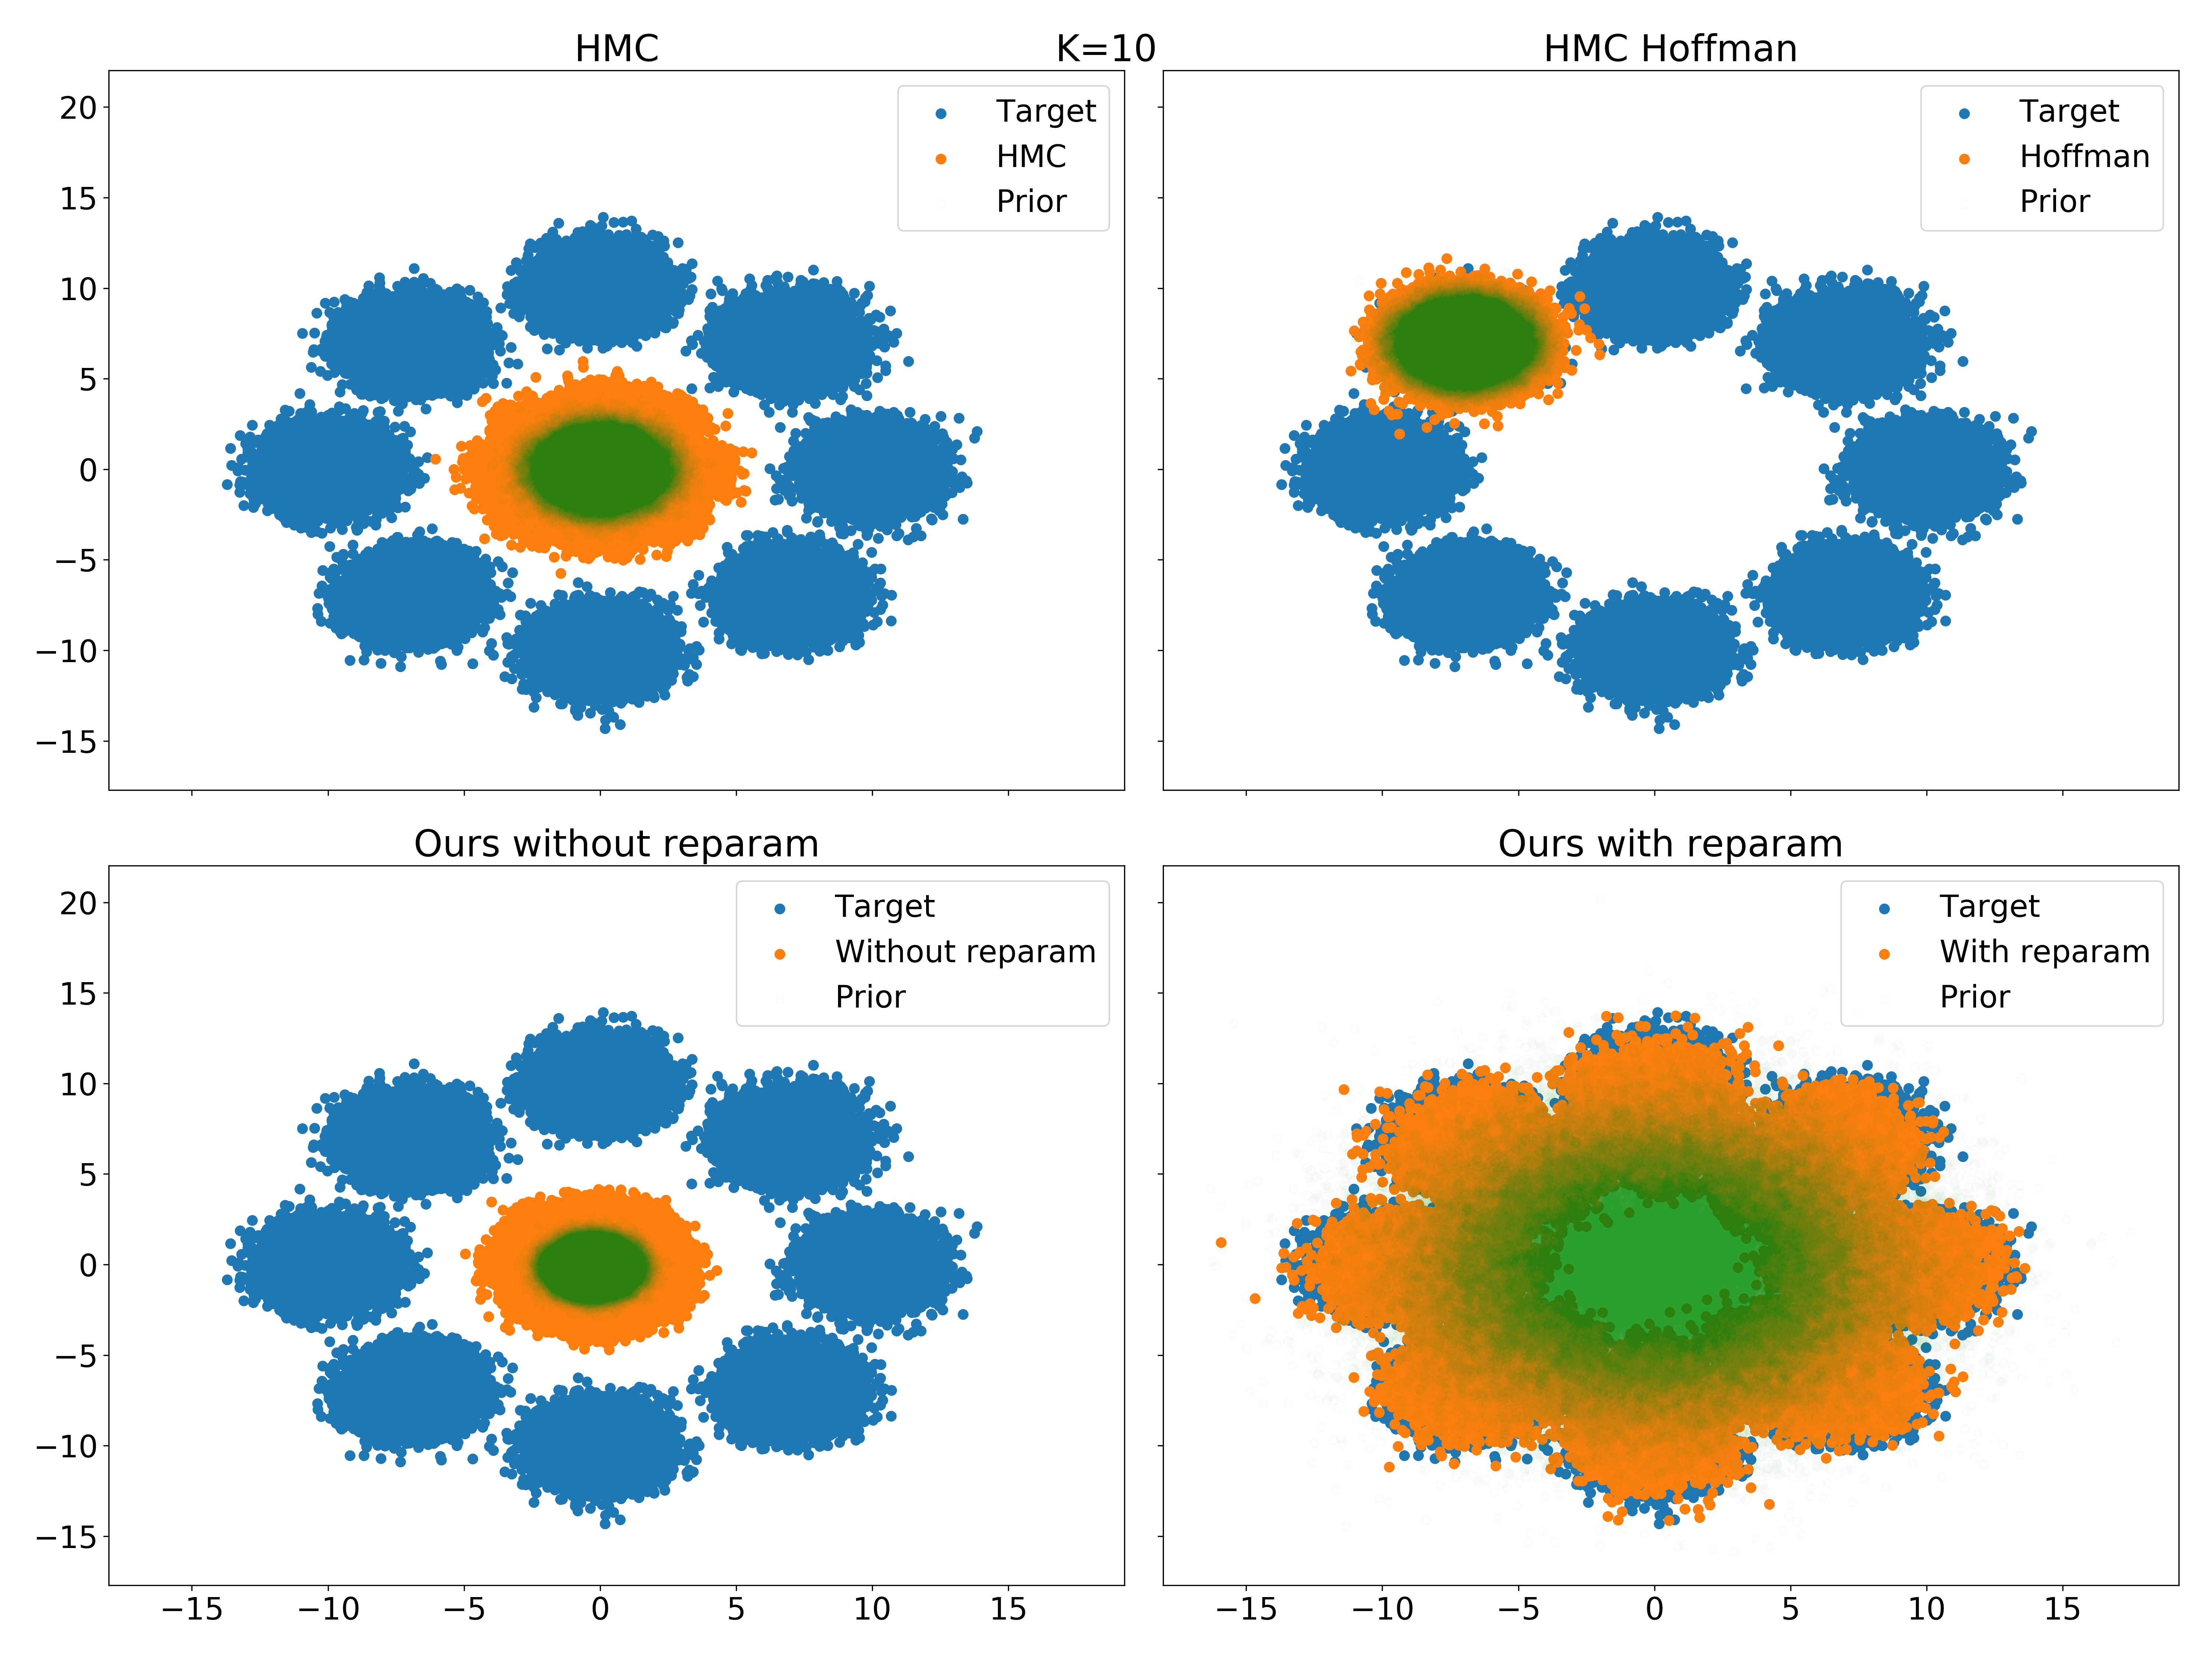 K=10
HMC
Target
HMC
Prior
20
15
10
5
0
−5
−10
−15
HMC Hoffman
Target
Hoffman
Prior
Ours without reparam
Target
Without reparam
Prior
20
15
10
5
0
−5
−10
−15
−15 −10 −5 0 5 10 15
Ours with reparam
Target
With reparam
Prior
−15 −10 −5 0 5 10 15